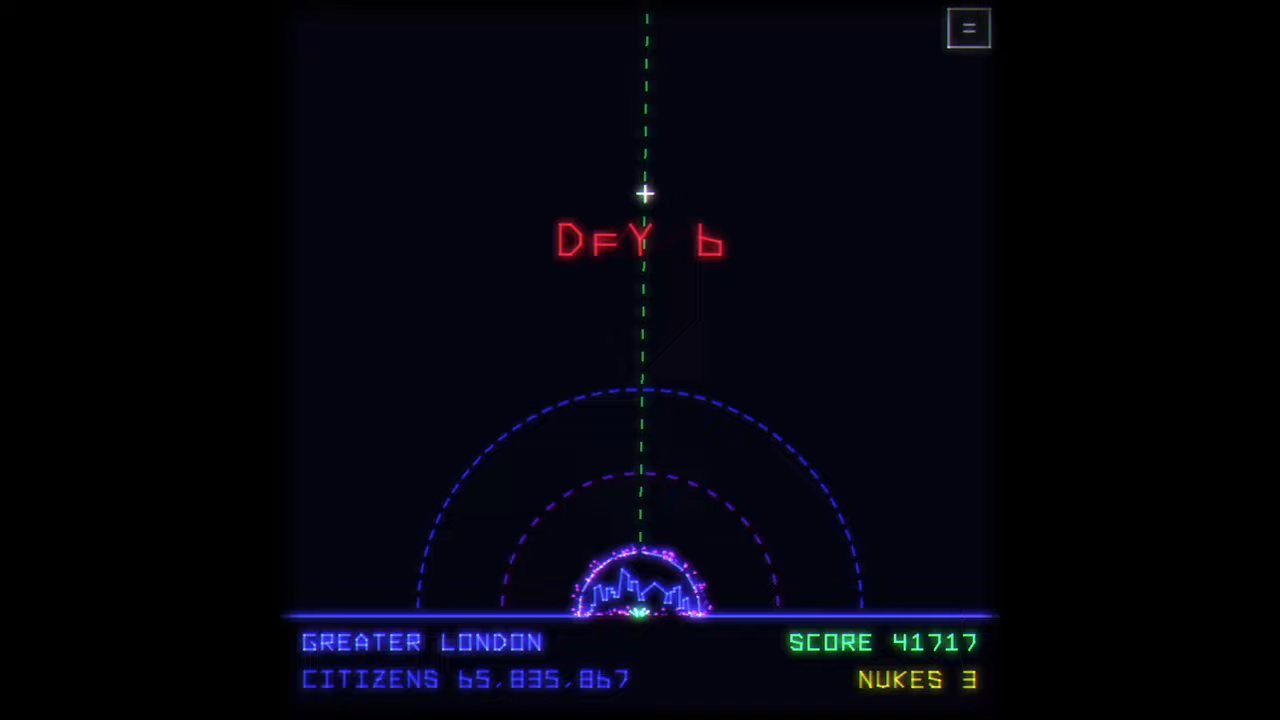 DFY 6
GREATER LONDON
SCORE 41717
CITIZENS 65,835,867
NUKES 3